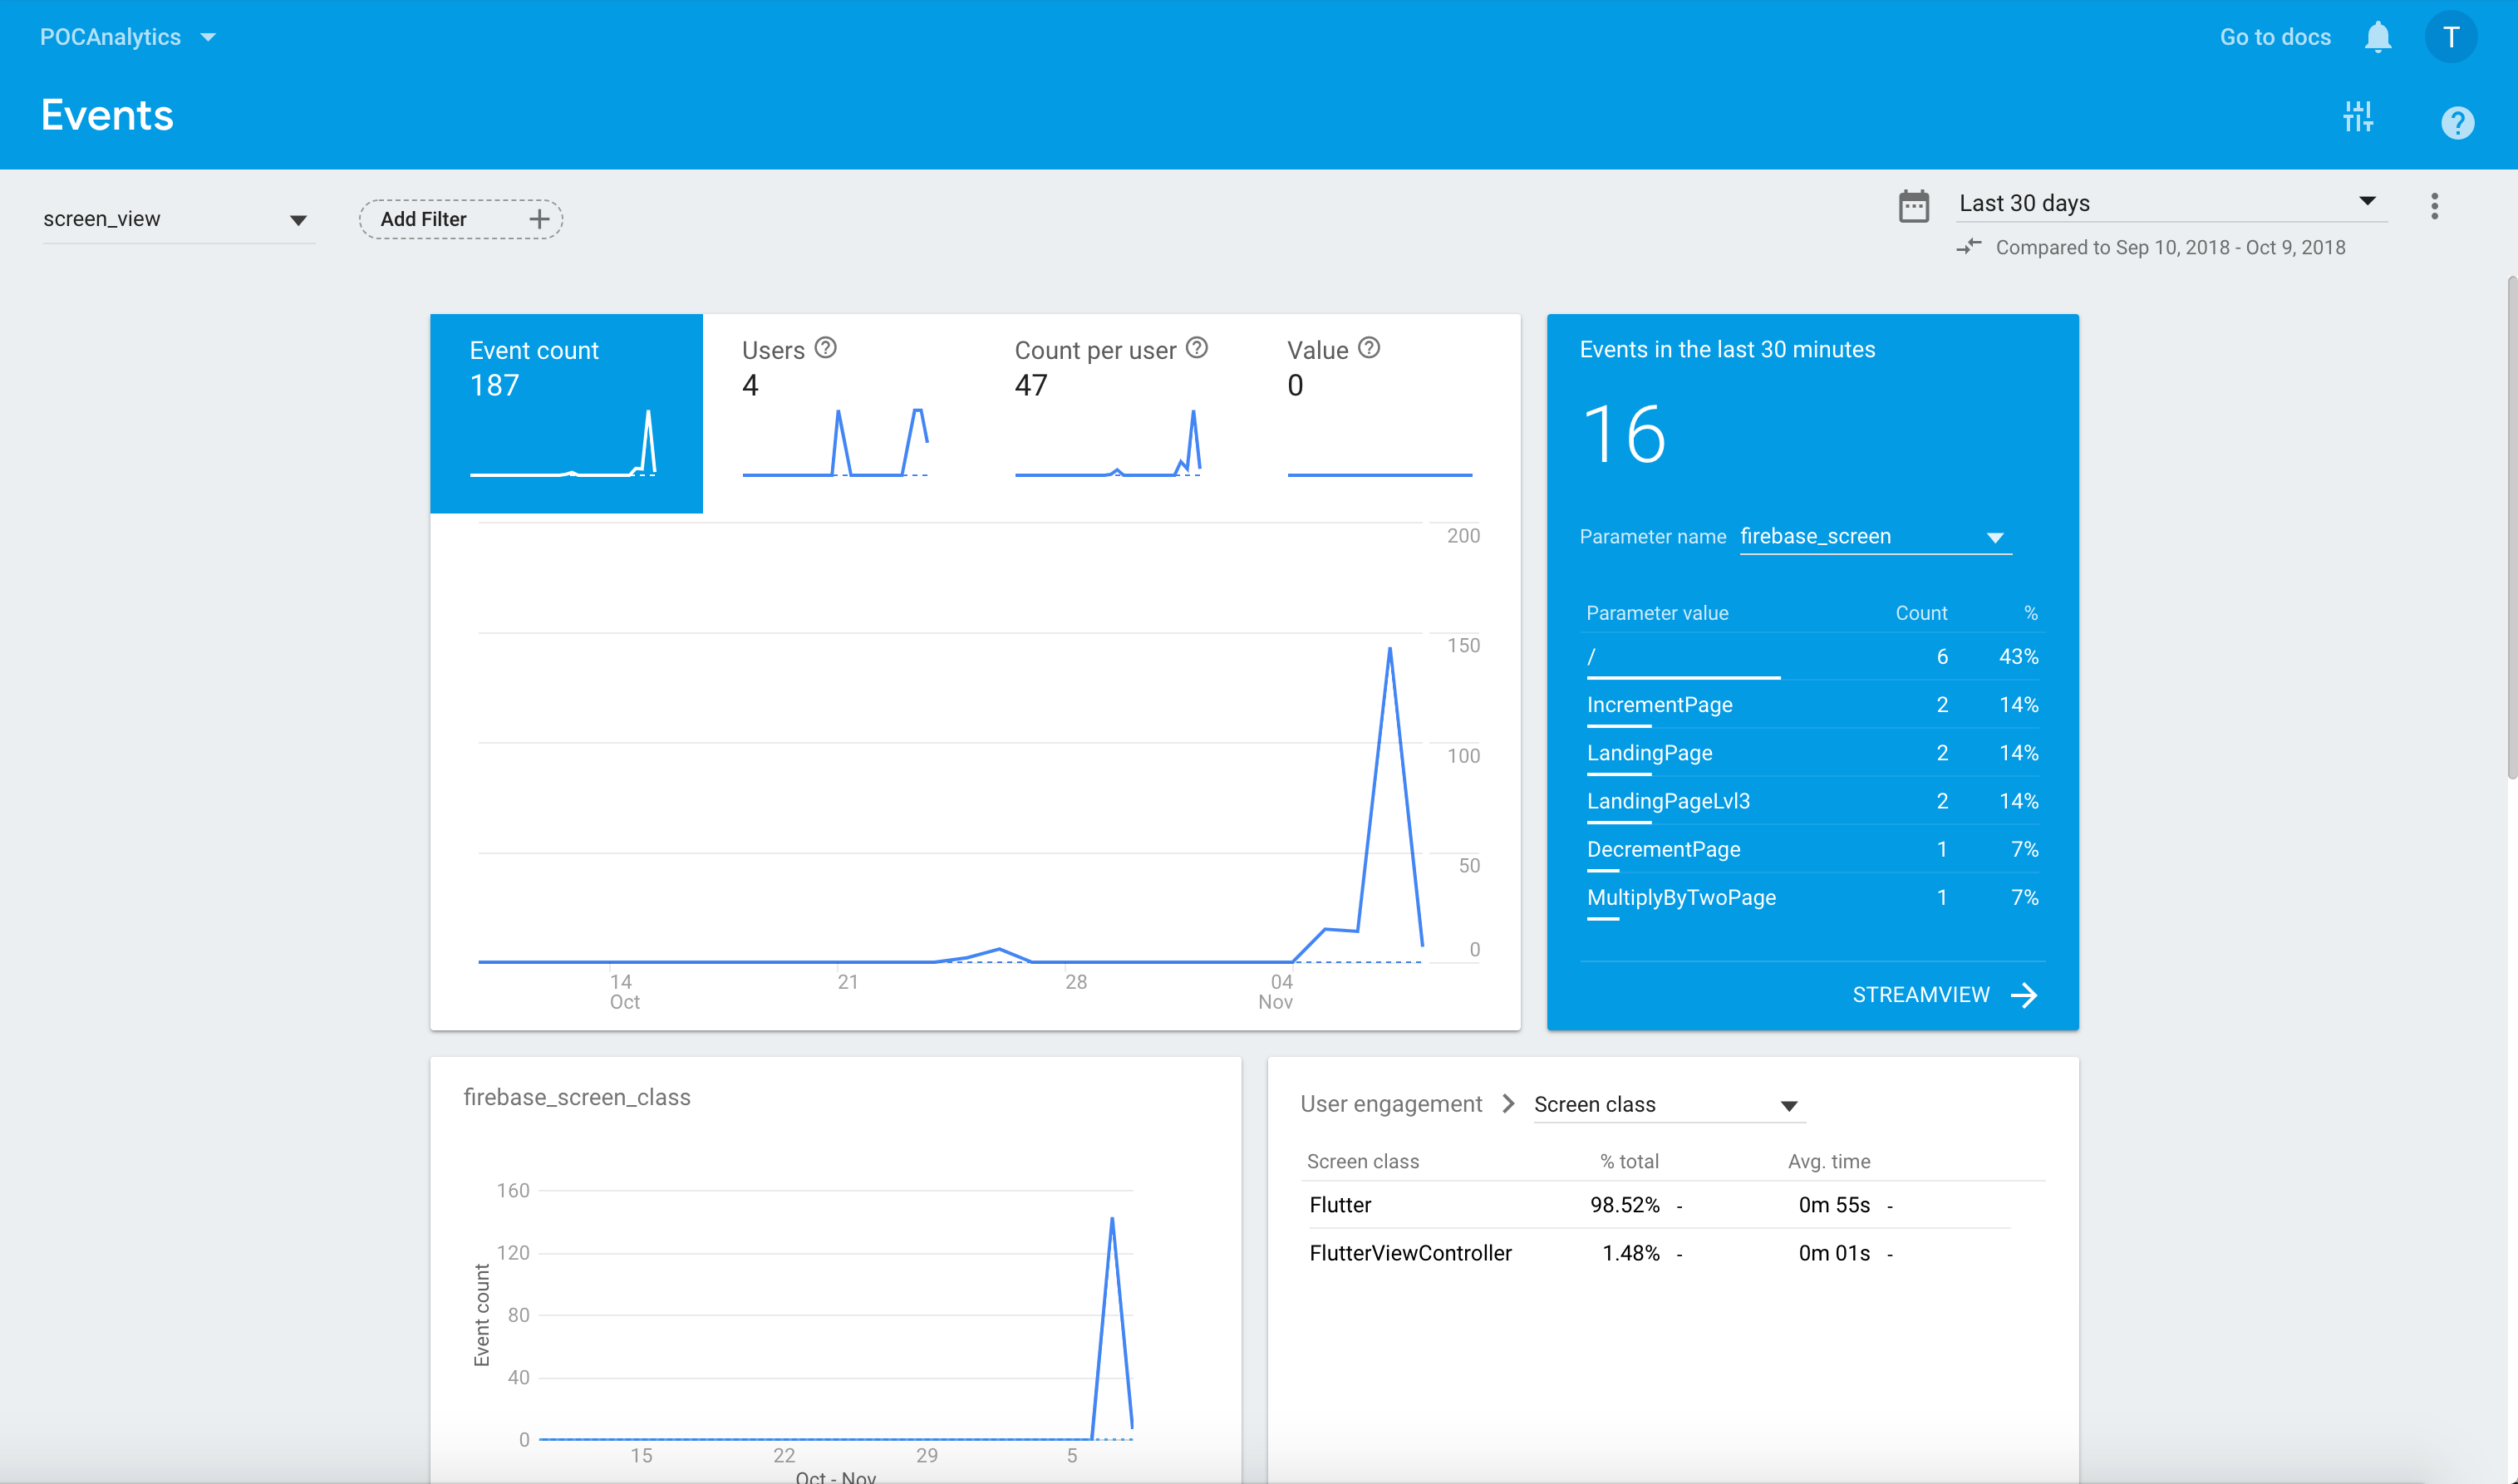 POCAnalytics
Go to docs
T
Events
screen_view
Add Filter
Last 30 days
Compared to Sep 10, 2018 - Oct 9, 2018
Event count
187
Users
4
Count per user
47
Value
0
200
150
100
50
0
14
Oct
21
28
04
Nov
Events in the last 30 minutes
16
Parameter name firebase_screen
Parameter value Count %
/ 6 43%
IncrementPage 2 14%
LandingPage 2 14%
LandingPageLvl3 2 14%
DecrementPage 1 7%
MultiplyByTwoPage 1 7%
STREAMVIEW
firebase_screen_class
Event count
160
120
80
40
0
15 22 29 5
Oct - Nov
User engagement Screen class
Screen class % total Avg. time
Flutter 98.52% - 0m 55s -
FlutterViewController 1.48% - 0m 01s -